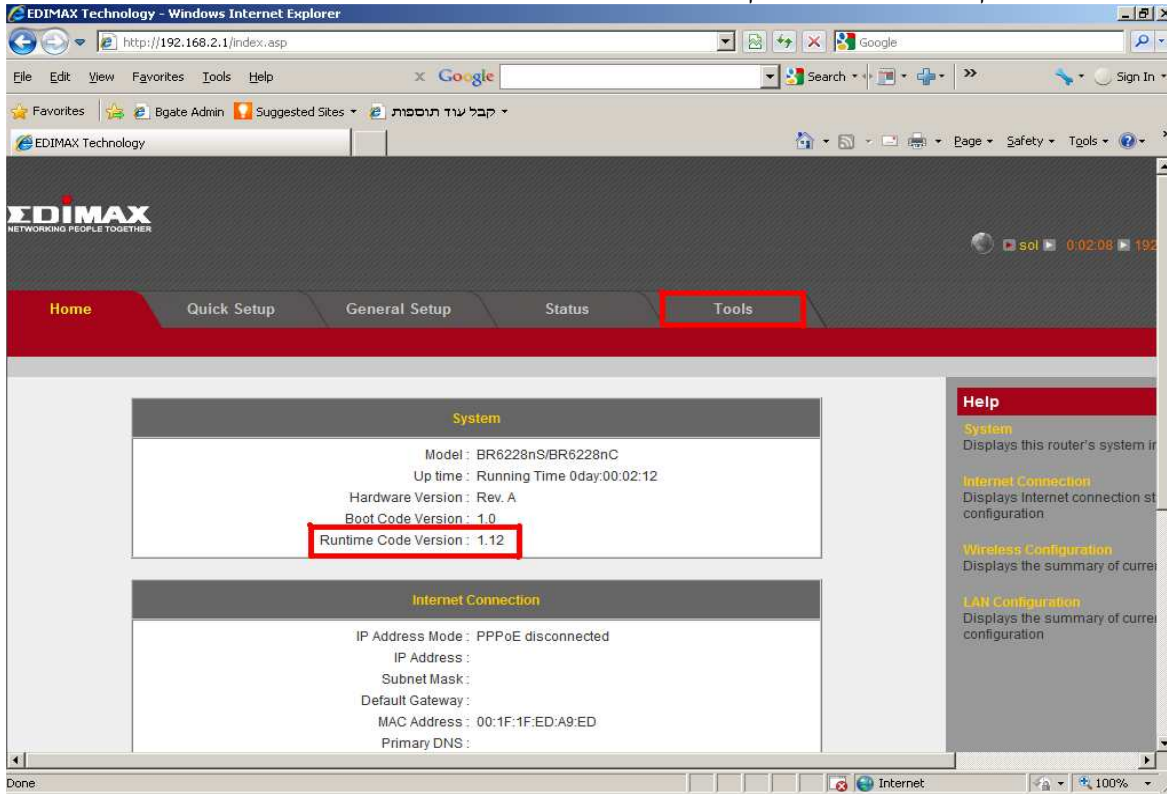 EDIMAX Technology - Windows Internet Explorer
http://192.168.2.1/index.asp
Google
File Edit View Favorites Tools Help
x Google
Search
»
Sign In
Favorites
Bgate Admin
Suggested Sites
קבל עוד תוספות
EDIMAX Technology
Page Safety Tools
EDIMAX
NETWORKING PEOPLE TOGETHER
sol 0:02:08 192
Home Quick Setup General Setup Status Tools
System
Model : BR6228nS/BR6228nC
Up time : Running Time 0day:00:02:12
Hardware Version : Rev. A
Boot Code Version : 1.0
Runtime Code Version : 1.12
Internet Connection
IP Address Mode : PPPoE disconnected
IP Address :
Subnet Mask :
Default Gateway :
MAC Address : 00:1F:1F:ED:A9:ED
Primary DNS :
Help
System
Displays this router's system in
Internet Connection
Displays Internet connection st
configuration
Wireless Configuration
Displays the summary of curre
LAN Configuration
Displays the summary of curre
configuration
Done
Internet
100%